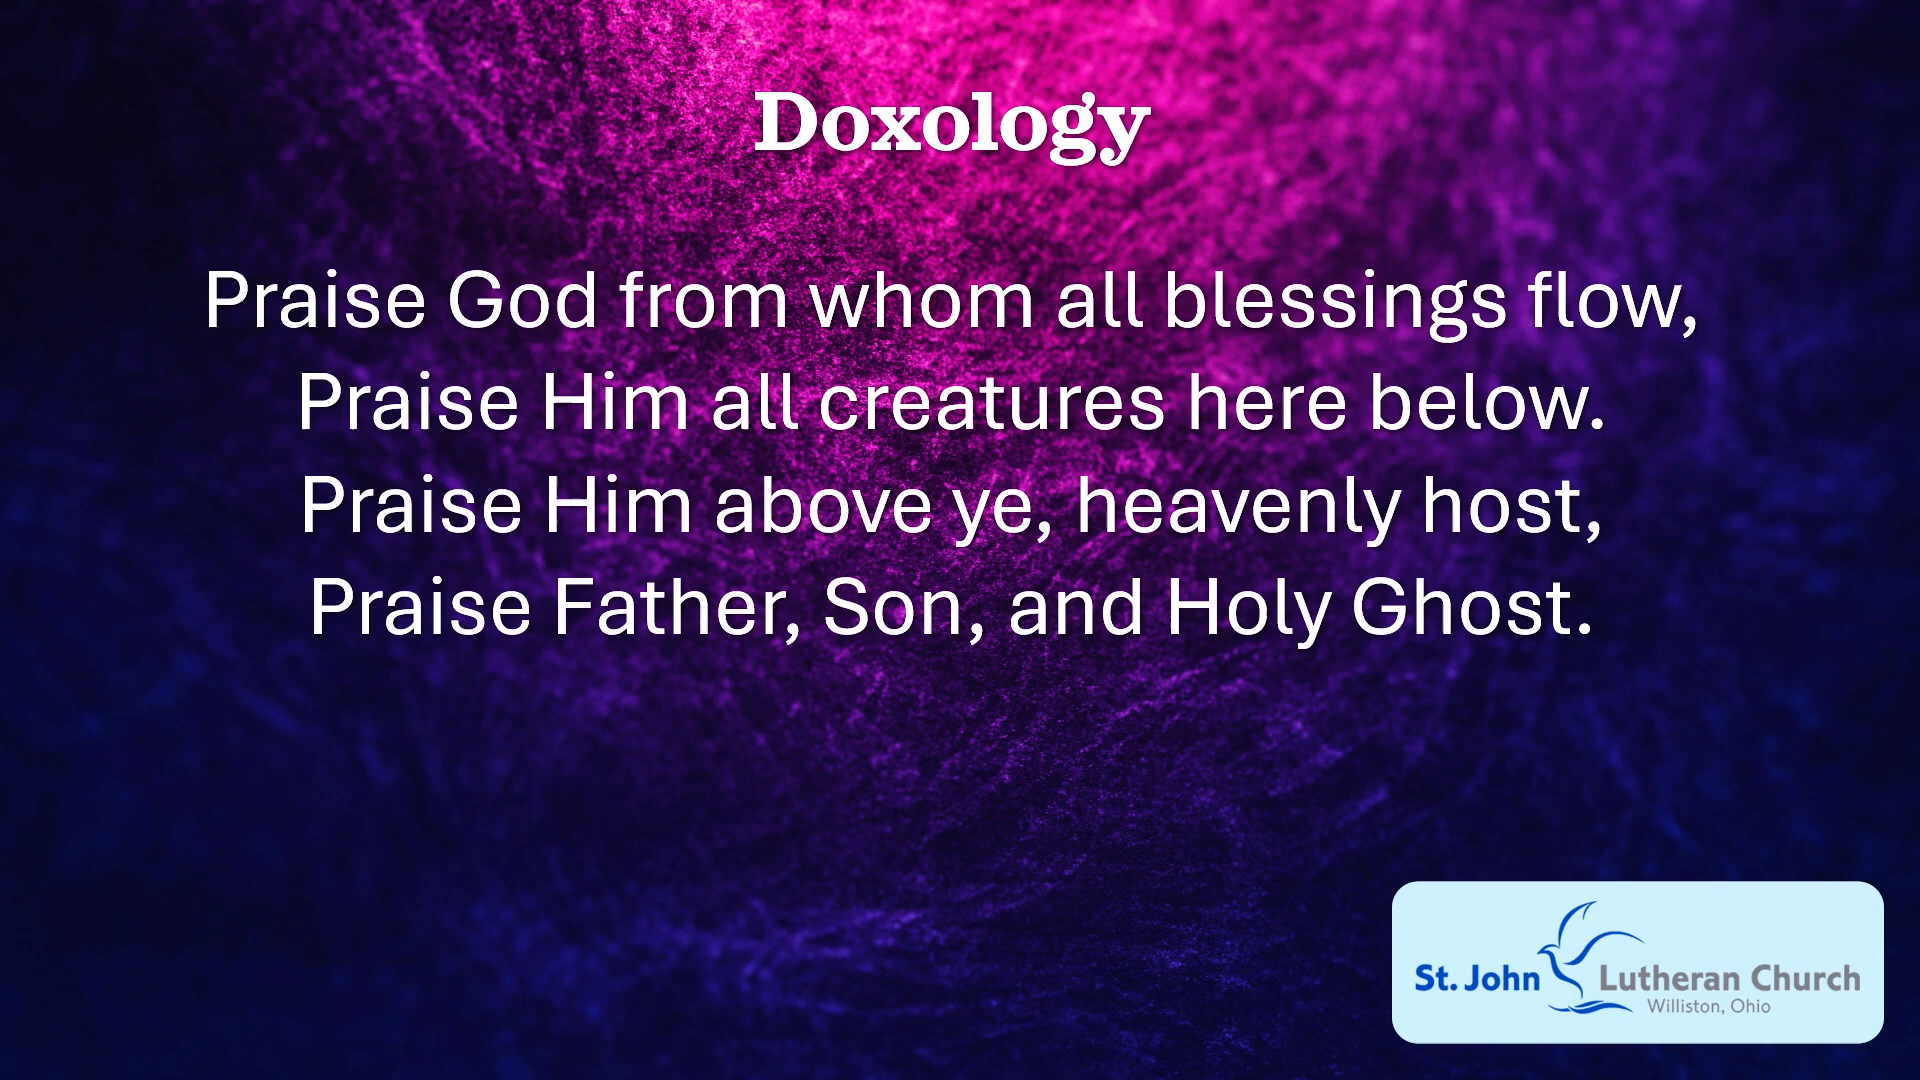 Doxology
Praise God from whom all blessings flow,
Praise Him all creatures here below.
Praise Him above ye, heavenly host,
Praise Father, Son, and Holy Ghost.
St. John Lutheran Church
Williston, Ohio